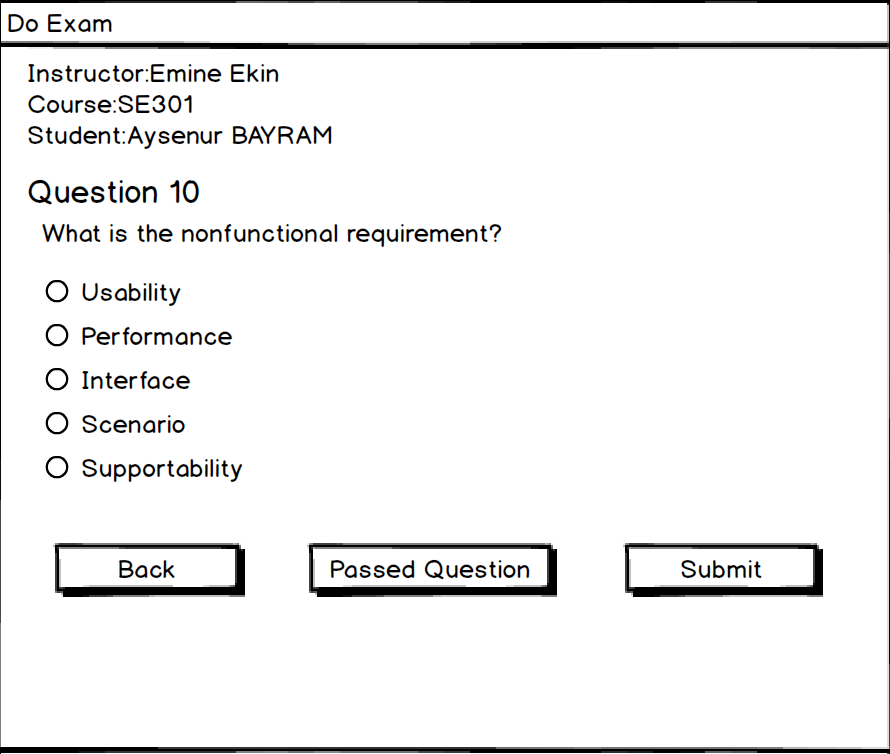 Do Exam
Instructor:Emine Ekin
Course:SE301
Student:Aysenur BAYRAM
Question 10
What is the nonfunctional requirement?
Usability
Performance
Interface
Scenario
Supportability
Back Passed Question Submit